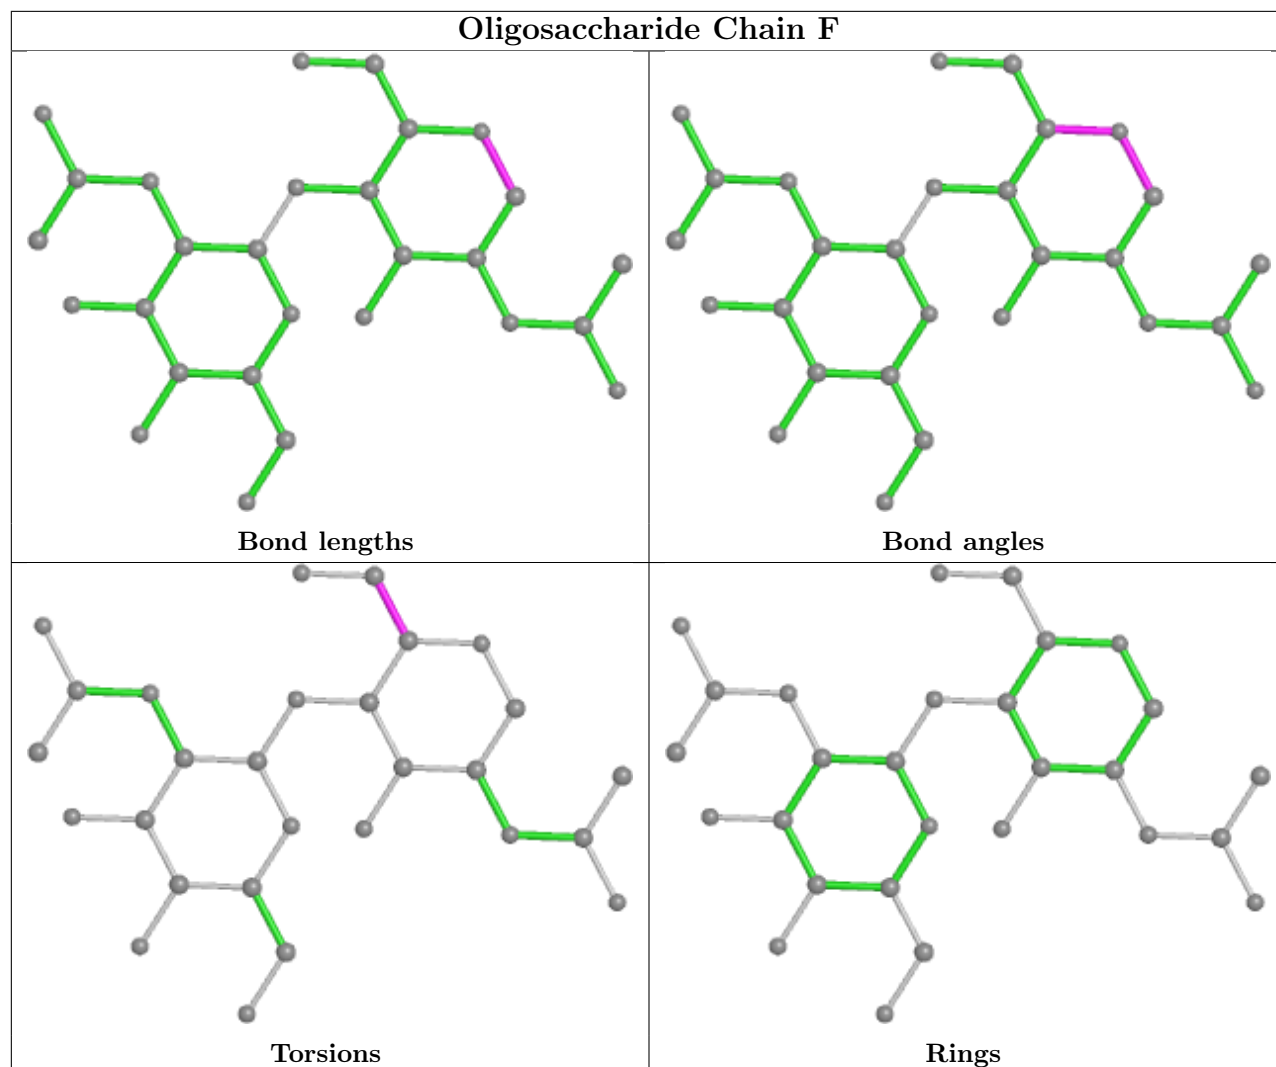 Oligosaccharide Chain F
Bond lengths
Bond angles
Torsions
Rings